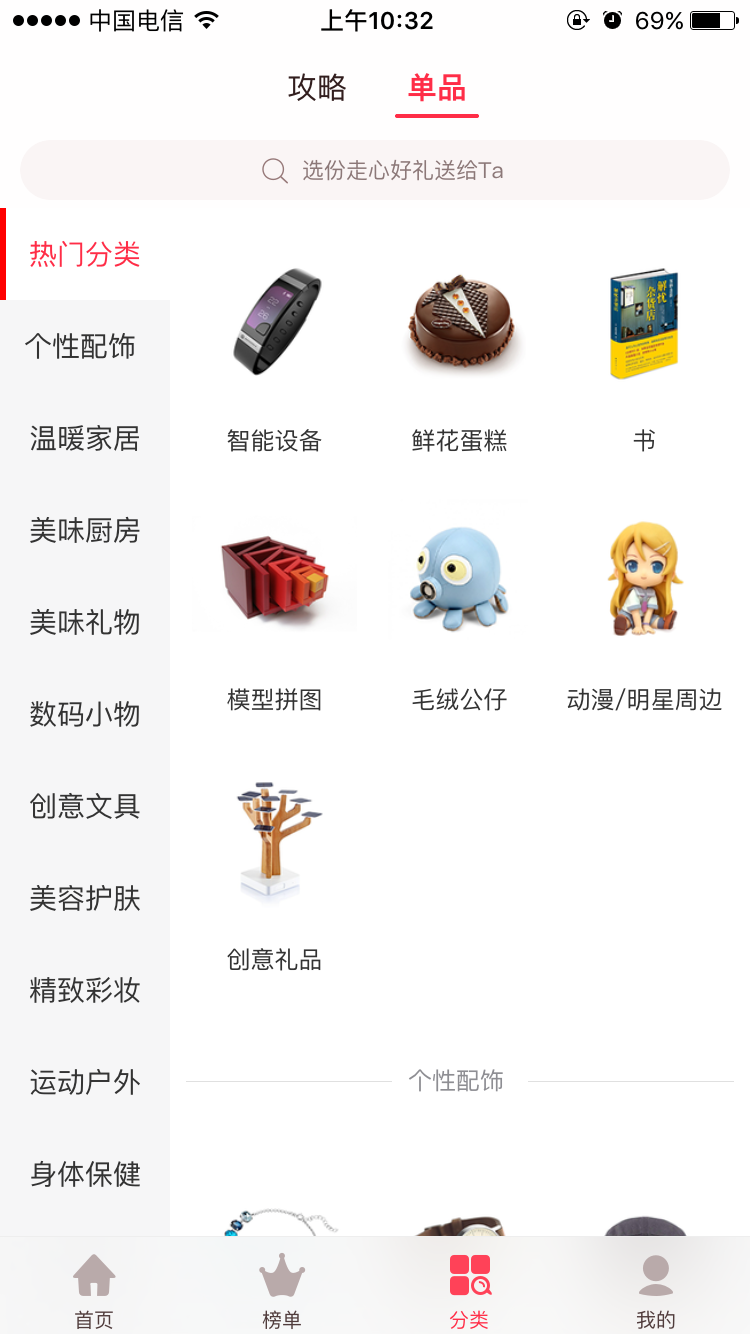 中国电信 上午10:32 69%
攻略 单品
选份走心好礼送给Ta
热门分类
个性配饰
温暖家居
美味厨房
美味礼物
数码小物
创意文具
美容护肤
精致彩妆
运动户外
身体保健
解忧
杂货店
智能设备 鲜花蛋糕 书
模型拼图 毛绒公仔 动漫/明星周边
创意礼品
个性配饰
首页 榜单 分类 我的